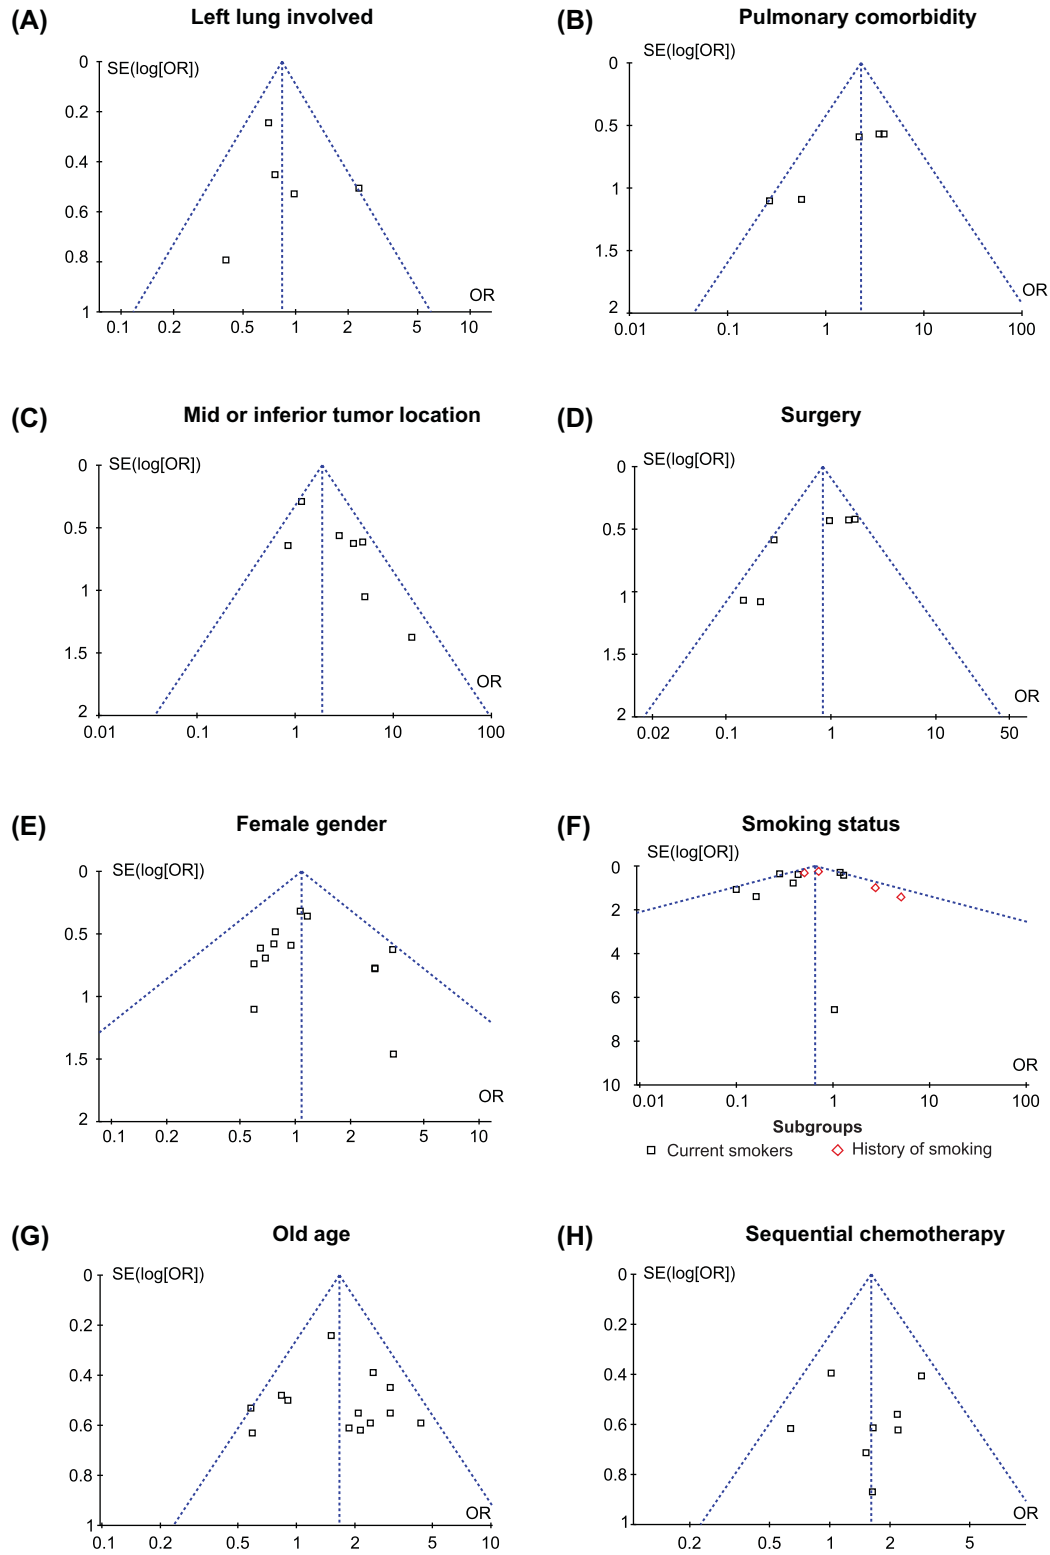 (A) Left lung involved
SE(log[OR])
0
0.2
0.4
0.6
0.8
1
OR
0.1 0.2 0.5 1 2 5 10
(B) Pulmonary comorbidity
SE(log[OR])
0
0.5
1
1.5
2
OR
0.01 0.1 1 10 100
(C) Mid or inferior tumor location
SE(log[OR])
0
0.5
1
1.5
2
OR
0.01 0.1 1 10 100
(D) Surgery
SE(log[OR])
0
0.5
1
1.5
2
OR
0.02 0.1 1 10 50
(E) Female gender
SE(log[OR])
0
0.5
1
1.5
2
OR
0.1 0.2 0.5 1 2 5 10
(F) Smoking status
SE(log[OR])
0
2
4
6
8
10
OR
0.01 0.1 1 10 100
Subgroups
Current smokers History of smoking
(G) Old age
SE(log[OR])
0
0.2
0.4
0.6
0.8
1
OR
0.1 0.2 0.5 1 2 5 10
(H) Sequential chemotherapy
SE(log[OR])
0
0.2
0.4
0.6
0.8
1
OR
0.2 0.5 1 2 5